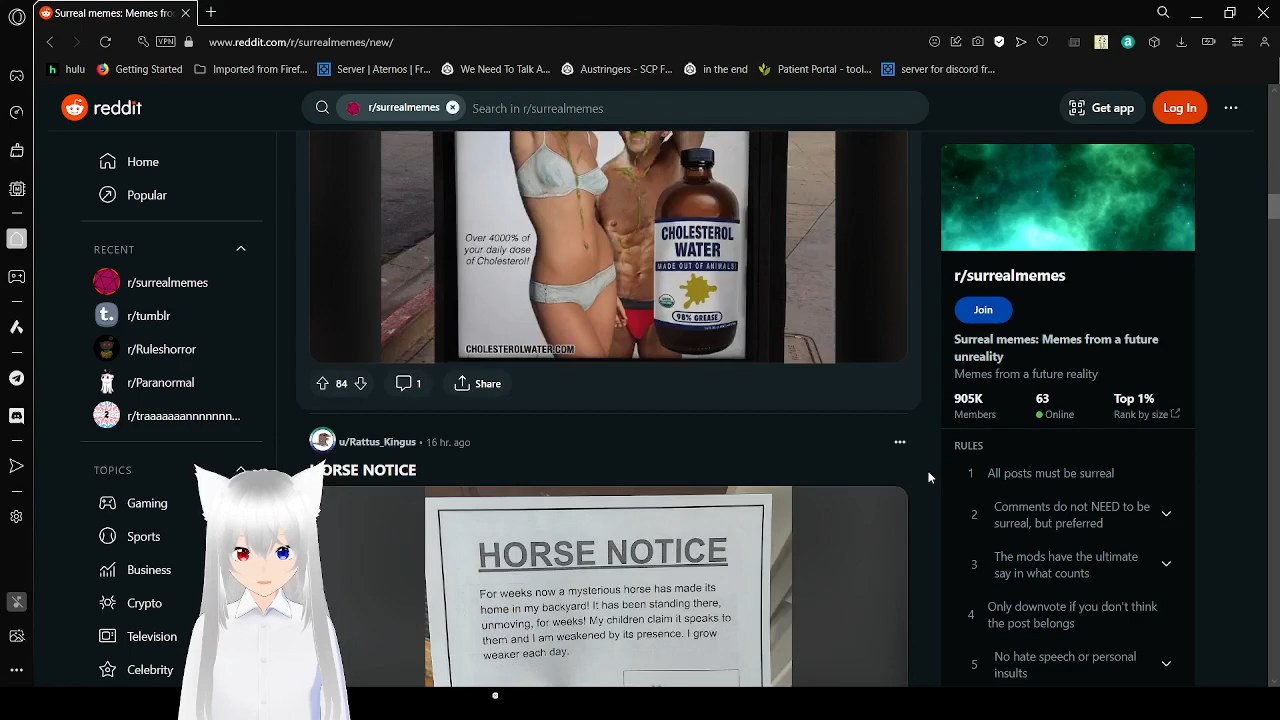 Surreal memes: Memes fro
VPN
www.reddit.com/r/surrealmemes/new/
hulu
Getting Started
Imported from Firef...
Server | Aternos | Fr...
We Need To Talk A...
Austringers - SCP F...
in the end
Patient Portal - tool...
server for discord fr...
reddit
r/surrealmemes
Search in r/surrealmemes
Get app
Log In
Home
Popular
RECENT
r/surrealmemes
r/tumblr
r/Ruleshorror
r/Paranormal
r/traaaaaaannnnnn...
TOPICS
Gaming
Sports
Business
Crypto
Television
Celebrity
Over 4000% of
your daily dose
of Cholesterol!
CHOLESTEROL
WATER
MADE OUT OF ANIMALS!
98% GREASE
CHOLESTEROLWATER.COM
84
1
Share
u/Rattus_Kingus • 16 hr. ago
HORSE NOTICE
HORSE NOTICE
For weeks now a mysterious horse has made its
home in my backyard! It has been standing there,
unmoving, for weeks! My children claim it speaks to
them and I am weakened by its presence. I grow
weaker each day.
r/surrealmemes
Join
Surreal memes: Memes from a future
unreality
Memes from a future reality
905K
63
Top 1%
Members
Online
Rank by size
RULES
1 All posts must be surreal
2 Comments do not NEED to be
surreal, but preferred
3 The mods have the ultimate
say in what counts
4 Only downvote if you don't think
the post belongs
5 No hate speech or personal
insults